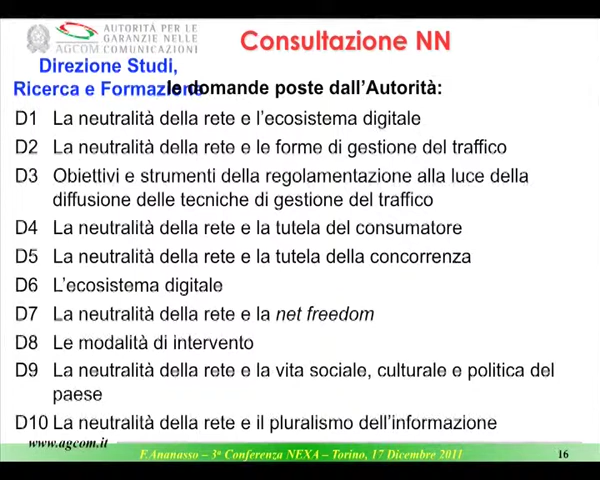 AGCOM
AUTORITÀ PER LE
GARANZIE NELLE
COMUNICAZIONI
Consultazione NN
Direzione Studi,
Ricerca e Formazione
le domande poste dall'Autorità:
D1 La neutralità della rete e l'ecosistema digitale
D2 La neutralità della rete e le forme di gestione del traffico
D3 Obiettivi e strumenti della regolamentazione alla luce della
diffusione delle tecniche di gestione del traffico
D4 La neutralità della rete e la tutela del consumatore
D5 La neutralità della rete e la tutela della concorrenza
D6 L'ecosistema digitale
D7 La neutralità della rete e la net freedom
D8 Le modalità di intervento
D9 La neutralità della rete e la vita sociale, culturale e politica del
paese
D10 La neutralità della rete e il pluralismo dell'informazione
www.agcom.it
F.Ananasso – 3ª Conferenza NEXA – Torino, 17 Dicembre 2011
16